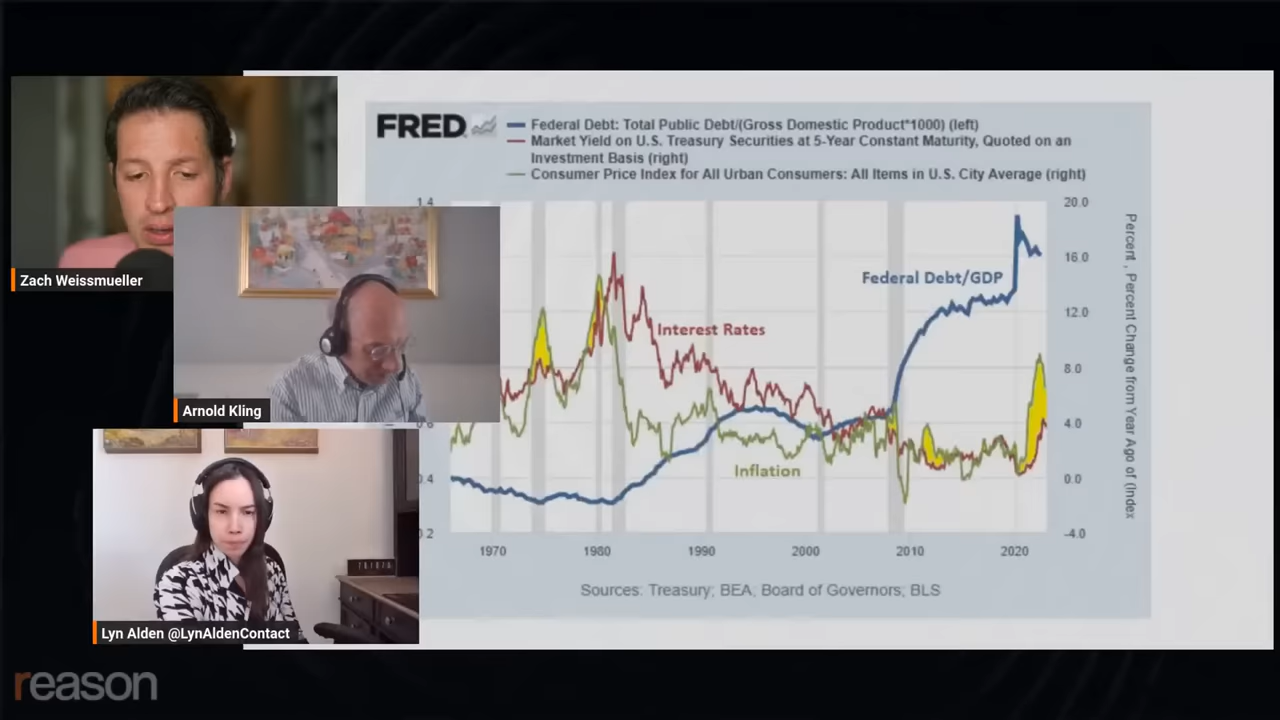 Zach Weissmueller
Arnold Kling
Lyn Alden @LynAldenContact
reason
FRED
Federal Debt: Total Public Debt/(Gross Domestic Product*1000) (left)
Market Yield on U.S. Treasury Securities at 5-Year Constant Maturity, Quoted on an
Investment Basis (right)
Consumer Price Index for All Urban Consumers: All Items in U.S. City Average (right)
1.4
0.4
20.0
16.0
12.0
8.0
4.0
0.0
-4.0
Percent , Percent Change from Year Ago of (Index
Federal Debt/GDP
Interest Rates
Inflation
1970
1980
1990
2000
2010
2020
Sources: Treasury; BEA; Board of Governors; BLS